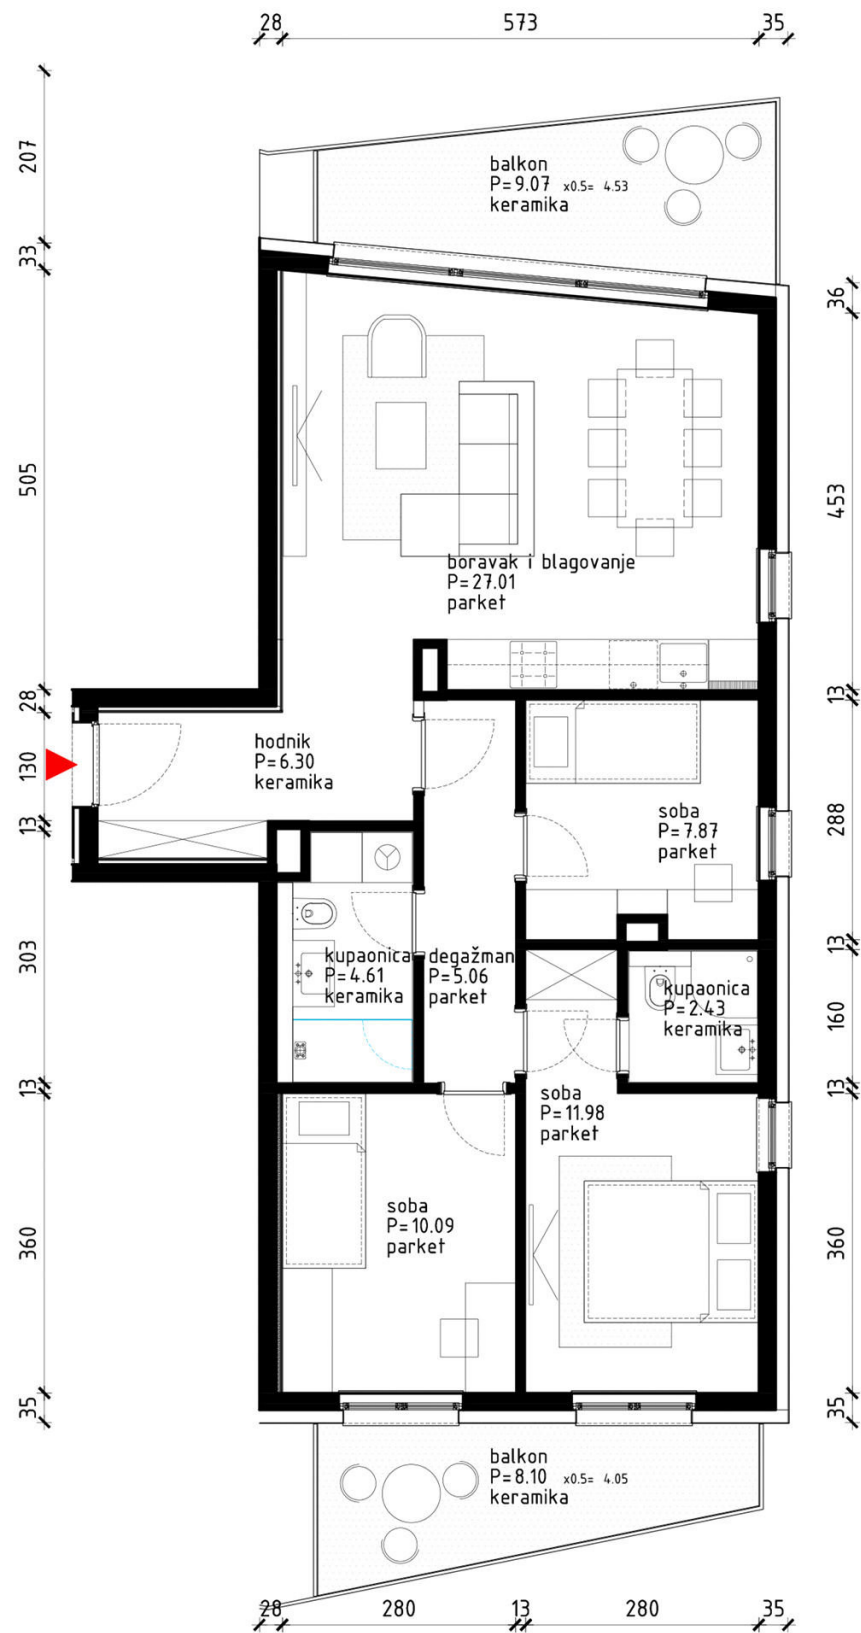 28 573 35
207
33
505
28
130
13
303
13
360
35
balkon
P=9.07 x0.5= 4.53
keramika
36
453
13
288
13
160
13
360
35
boravak i blagovanje
P=27.01
parket
hodnik
P=6.30
keramika
soba
P=7.87
parket
kupaonica
P=4.61
keramika
degažman
P=5.06
parket
kupaonica
P=2.43
keramika
soba
P=11.98
parket
soba
P=10.09
parket
balkon
P=8.10 x0.5= 4.05
keramika
28 280 13 280 35